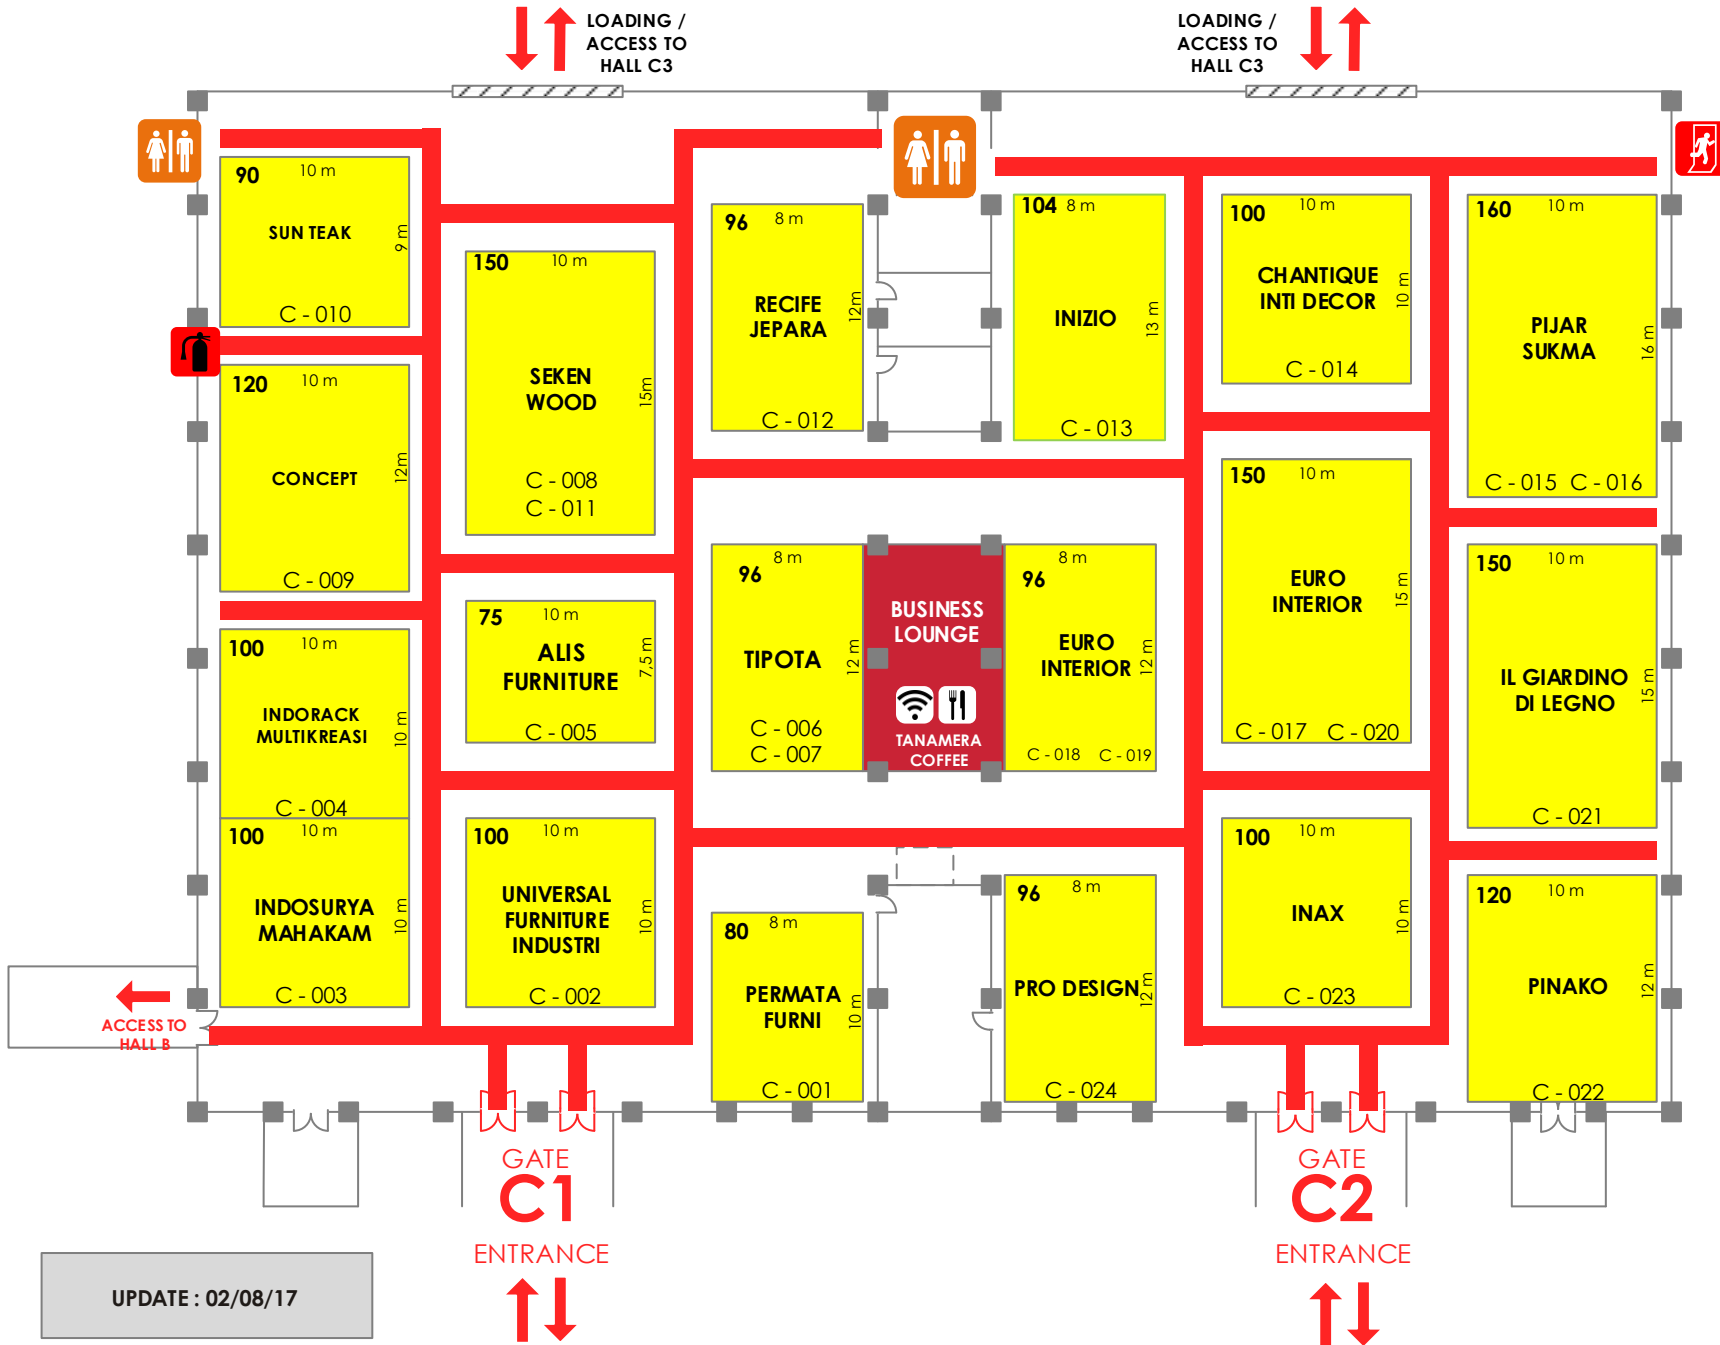 LOADING /
ACCESS TO
HALL C3
LOADING /
ACCESS TO
HALL C3
90
10 m
SUN TEAK
9 m
C - 010
150
10 m
SEKEN
WOOD
15m
C - 008
C - 011
96
8 m
RECIFE
JEPARA
12m
C - 012
104
8 m
INIZIO
13 m
C - 013
100
10 m
CHANTIQUE
INTI DECOR
10 m
C - 014
160
10 m
PIJAR
SUKMA
16 m
C - 015 C - 016
120
10 m
CONCEPT
12m
C - 009
75
10 m
ALIS
FURNITURE
7,5 m
C - 005
96
8 m
TIPOTA
12 m
C - 006
C - 007
BUSINESS
LOUNGE
TANAMERA
COFFEE
96
8 m
EURO
INTERIOR
12 m
C - 018 C - 019
150
10 m
EURO
INTERIOR
15 m
C - 017 C - 020
150
10 m
IL GIARDINO
DI LEGNO
15 m
C - 021
100
10 m
INDORACK
MULTIKREASI
10 m
C - 004
100
10 m
INDOSURYA
MAHAKAM
10 m
C - 003
100
10 m
UNIVERSAL
FURNITURE
INDUSTRI
10 m
C - 002
80
8 m
PERMATA
FURNI
10 m
C - 001
96
8 m
PRO DESIGN
12 m
C - 024
100
10 m
INAX
10 m
C - 023
120
10 m
PINAKO
12 m
C - 022
ACCESS TO
HALL B
GATE
C1
ENTRANCE
GATE
C2
ENTRANCE
UPDATE : 02/08/17